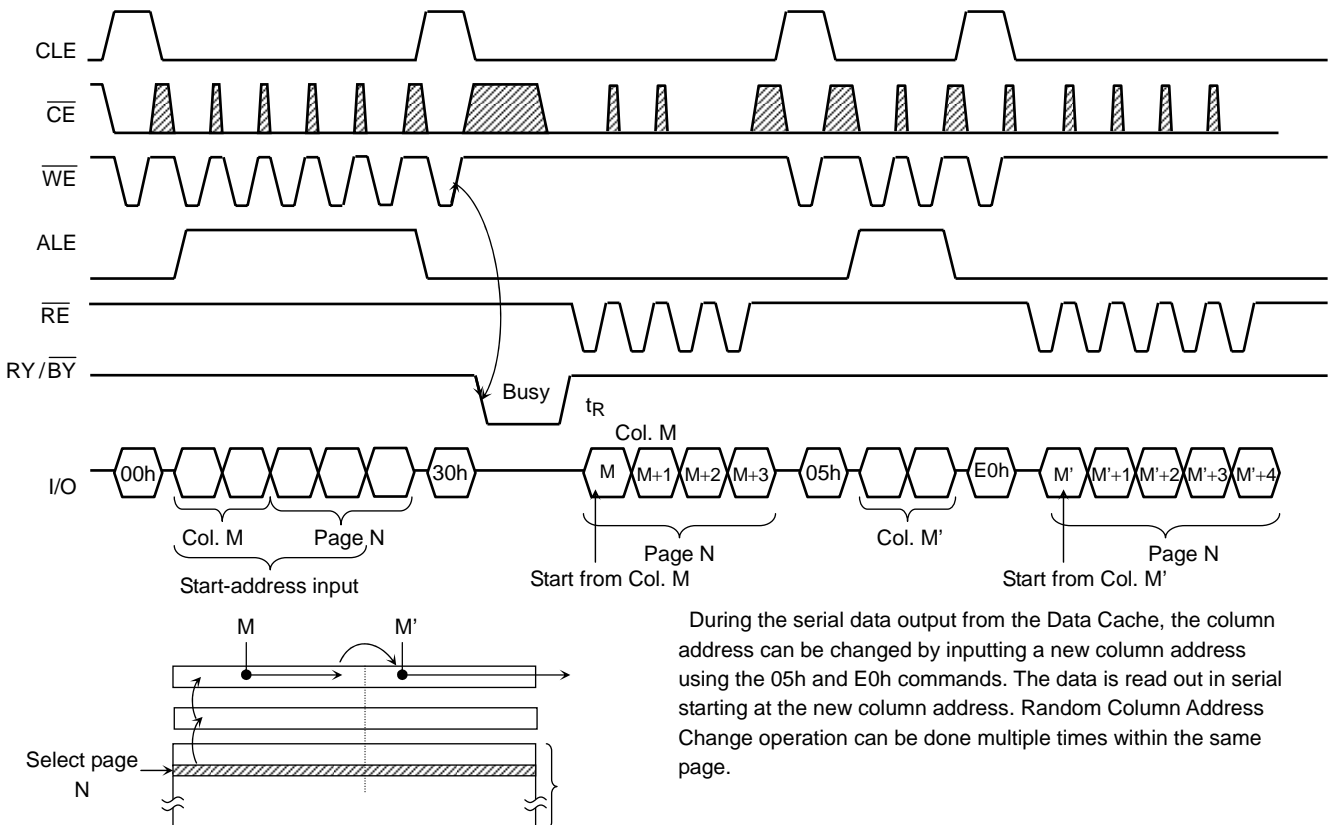 CLE
CE
WE
ALE
RE
RY/BY
Busy
tR
Col. M
I/O
00h
30h
M
M+1
M+2
M+3
05h
E0h
M'
M'+1
M'+2
M'+3
M'+4
Col. M
Page N
Start-address input
Page N
Start from Col. M
Col. M'
Page N
Start from Col. M'
M
M'
Select page
N
During the serial data output from the Data Cache, the column
address can be changed by inputting a new column address
using the 05h and E0h commands. The data is read out in serial
starting at the new column address. Random Column Address
Change operation can be done multiple times within the same
page.